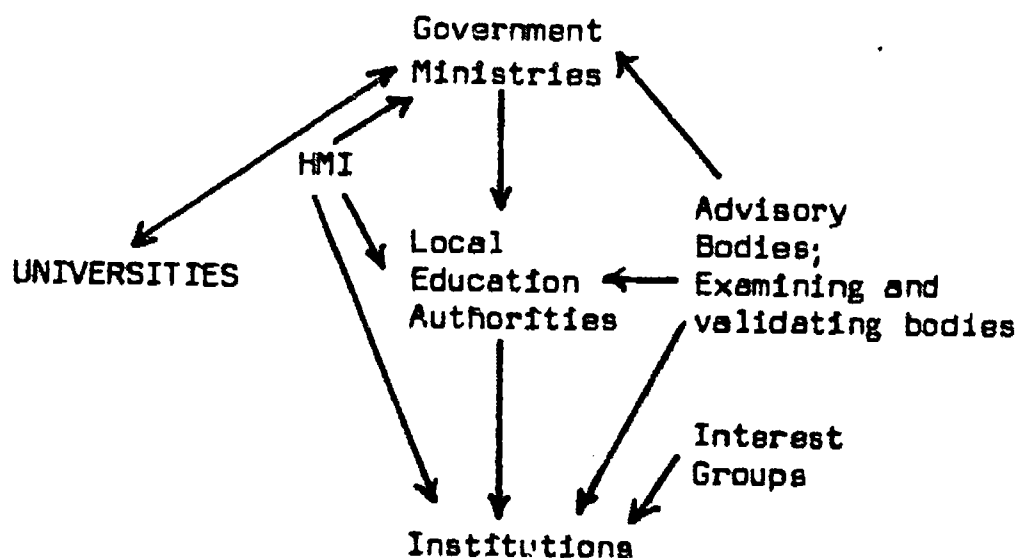 Government
Ministries
HMI
UNIVERSITIES
Local
Education
Authorities
Advisory
Bodies;
Examining and
validating bodies
Interest
Groups
Institutions